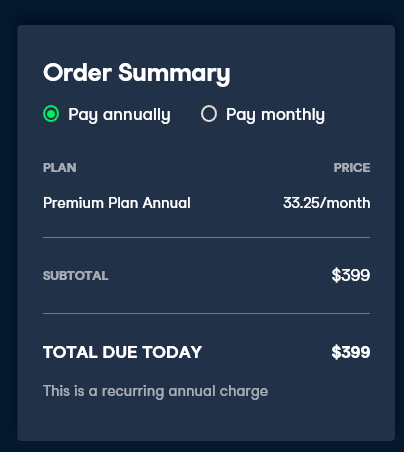 Order Summary
Pay annually Pay monthly
PLAN PRICE
Premium Plan Annual 33.25/month
SUBTOTAL $399
TOTAL DUE TODAY $399
This is a recurring annual charge